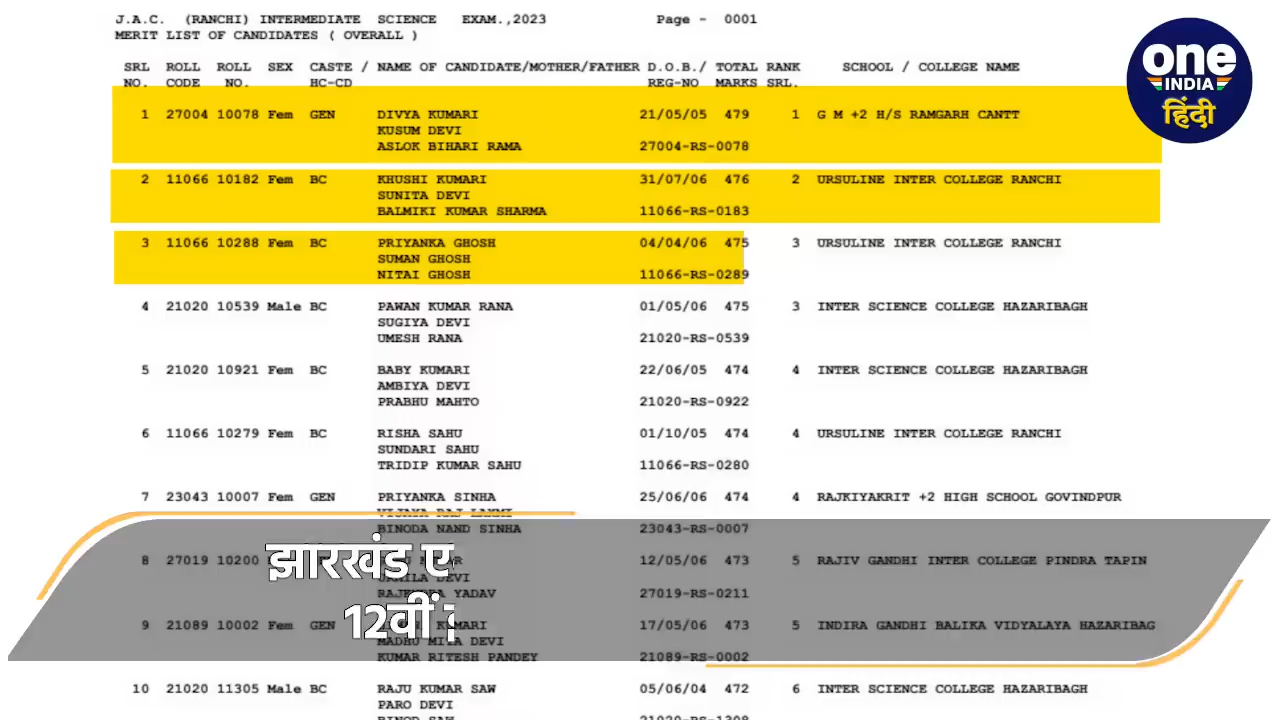 J.A.C. (RANCHI) INTERMEDIATE SCIENCE EXAM.,2023 Page - 0001
MERIT LIST OF CANDIDATES ( OVERALL )
one
INDIA
हिंदी
SRL ROLL ROLL SEX CASTE / NAME OF CANDIDATE/MOTHER/FATHER D.O.B./ TOTAL RANK SCHOOL / COLLEGE NAME
NO. CODE NO. HC-CD REG-NO MARKS SRL.
1 27004 10078 Fem GEN DIVYA KUMARI 21/05/05 479 1 G M +2 H/S RAMGARH CANTT
KUSUM DEVI
ASLOK BIHARI RAMA 27004-RS-0078
2 11066 10182 Fem BC KHUSHI KUMARI 31/07/06 476 2 URSULINE INTER COLLEGE RANCHI
SUNITA DEVI
BALMIKI KUMAR SHARMA 11066-RS-0183
3 11066 10288 Fem BC PRIYANKA GHOSH 04/04/06 475 3 URSULINE INTER COLLEGE RANCHI
SUMAN GHOSH
NITAI GHOSH 11066-RS-0289
4 21020 10539 Male BC PAWAN KUMAR RANA 01/05/06 475 3 INTER SCIENCE COLLEGE HAZARIBAGH
SUGIYA DEVI
UMESH RANA 21020-RS-0539
5 21020 10921 Fem BC BABY KUMARI 22/06/05 474 4 INTER SCIENCE COLLEGE HAZARIBAGH
AMBIYA DEVI
PRABHU MAHTO 21020-RS-0922
6 11066 10279 Fem BC RISHA SAHU 01/10/05 474 4 URSULINE INTER COLLEGE RANCHI
SUNDARI SAHU
TRIDIP KUMAR SAHU 11066-RS-0280
7 23043 10007 Fem GEN PRIYANKA SINHA 25/06/06 474 4 RAJKIYAKRIT +2 HIGH SCHOOL GOVINDPUR
VIJAYA RAJ LAXMI
BINODA NAND SINHA 23043-RS-0007
8 27019 10200 12/05/06 473 5 RAJIV GANDHI INTER COLLEGE PINDRA TAPIN
DEVI
RAJENDRA YADAV 27019-RS-0211
झारखंड ए
12वीं
9 21089 10002 Fem GEN KUMARI 17/05/06 473 5 INDIRA GANDHI BALIKA VIDYALAYA HAZARIBAG
MADHU MITA DEVI
KUMAR RITESH PANDEY 21089-RS-0002
10 21020 11305 Male BC RAJU KUMAR SAW 05/06/04 472 6 INTER SCIENCE COLLEGE HAZARIBAGH
PARO DEVI
BINOD SAW 21020-RS-1308